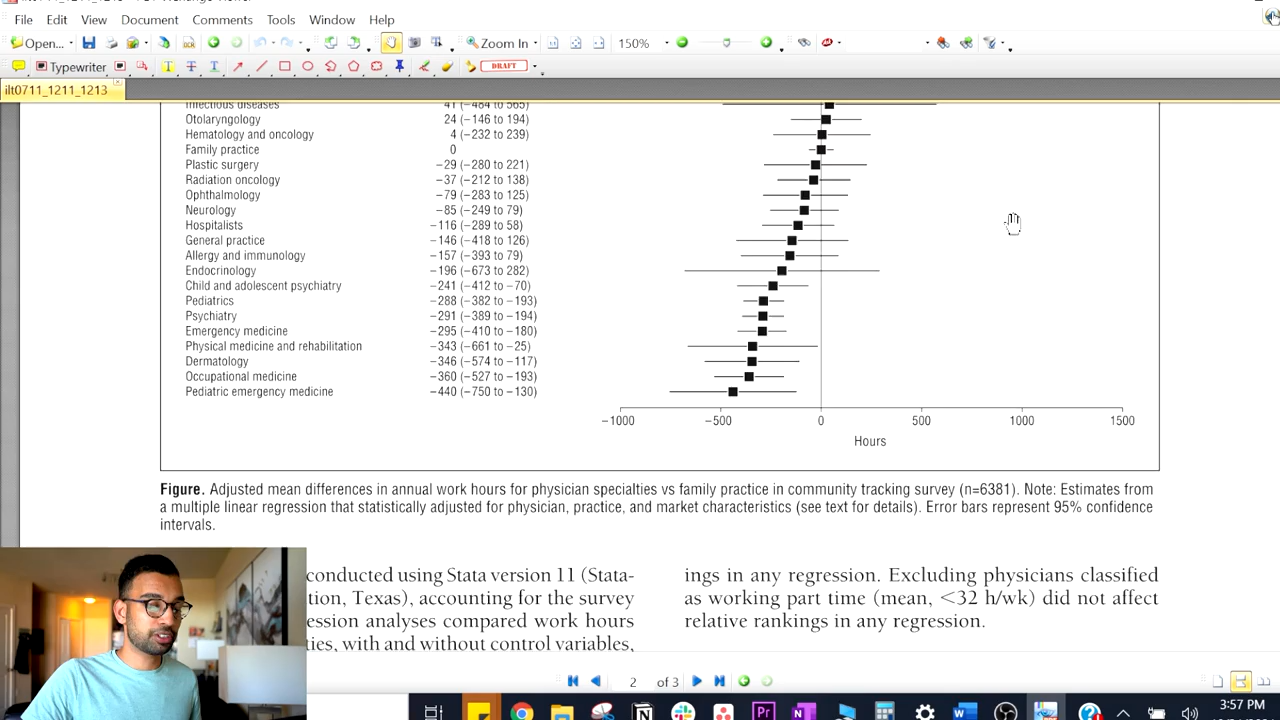 File Edit View Document Comments Tools Window Help
Open... Zoom In 150%
Typewriter DRAFT
ilt0711_1211_1213
Infectious diseases 41 (−484 to 565)
Otolaryngology 24 (−146 to 194)
Hematology and oncology 4 (−232 to 239)
Family practice 0
Plastic surgery −29 (−280 to 221)
Radiation oncology −37 (−212 to 138)
Ophthalmology −79 (−283 to 125)
Neurology −85 (−249 to 79)
Hospitalists −116 (−289 to 58)
General practice −146 (−418 to 126)
Allergy and immunology −157 (−393 to 79)
Endocrinology −196 (−673 to 282)
Child and adolescent psychiatry −241 (−412 to −70)
Pediatrics −288 (−382 to −193)
Psychiatry −291 (−389 to −194)
Emergency medicine −295 (−410 to −180)
Physical medicine and rehabilitation −343 (−661 to −25)
Dermatology −346 (−574 to −117)
Occupational medicine −360 (−527 to −193)
Pediatric emergency medicine −440 (−750 to −130)
−1000 −500 0 500 1000 1500
Hours
Figure. Adjusted mean differences in annual work hours for physician specialties vs family practice in community tracking survey (n=6381). Note: Estimates from
a multiple linear regression that statistically adjusted for physician, practice, and market characteristics (see text for details). Error bars represent 95% confidence
intervals.
conducted using Stata version 11 (Stata-
tion, Texas), accounting for the survey
ession analyses compared work hours
ties, with and without control variables,
ings in any regression. Excluding physicians classified
as working part time (mean, <32 h/wk) did not affect
relative rankings in any regression.
2 of 3
3:57 PM